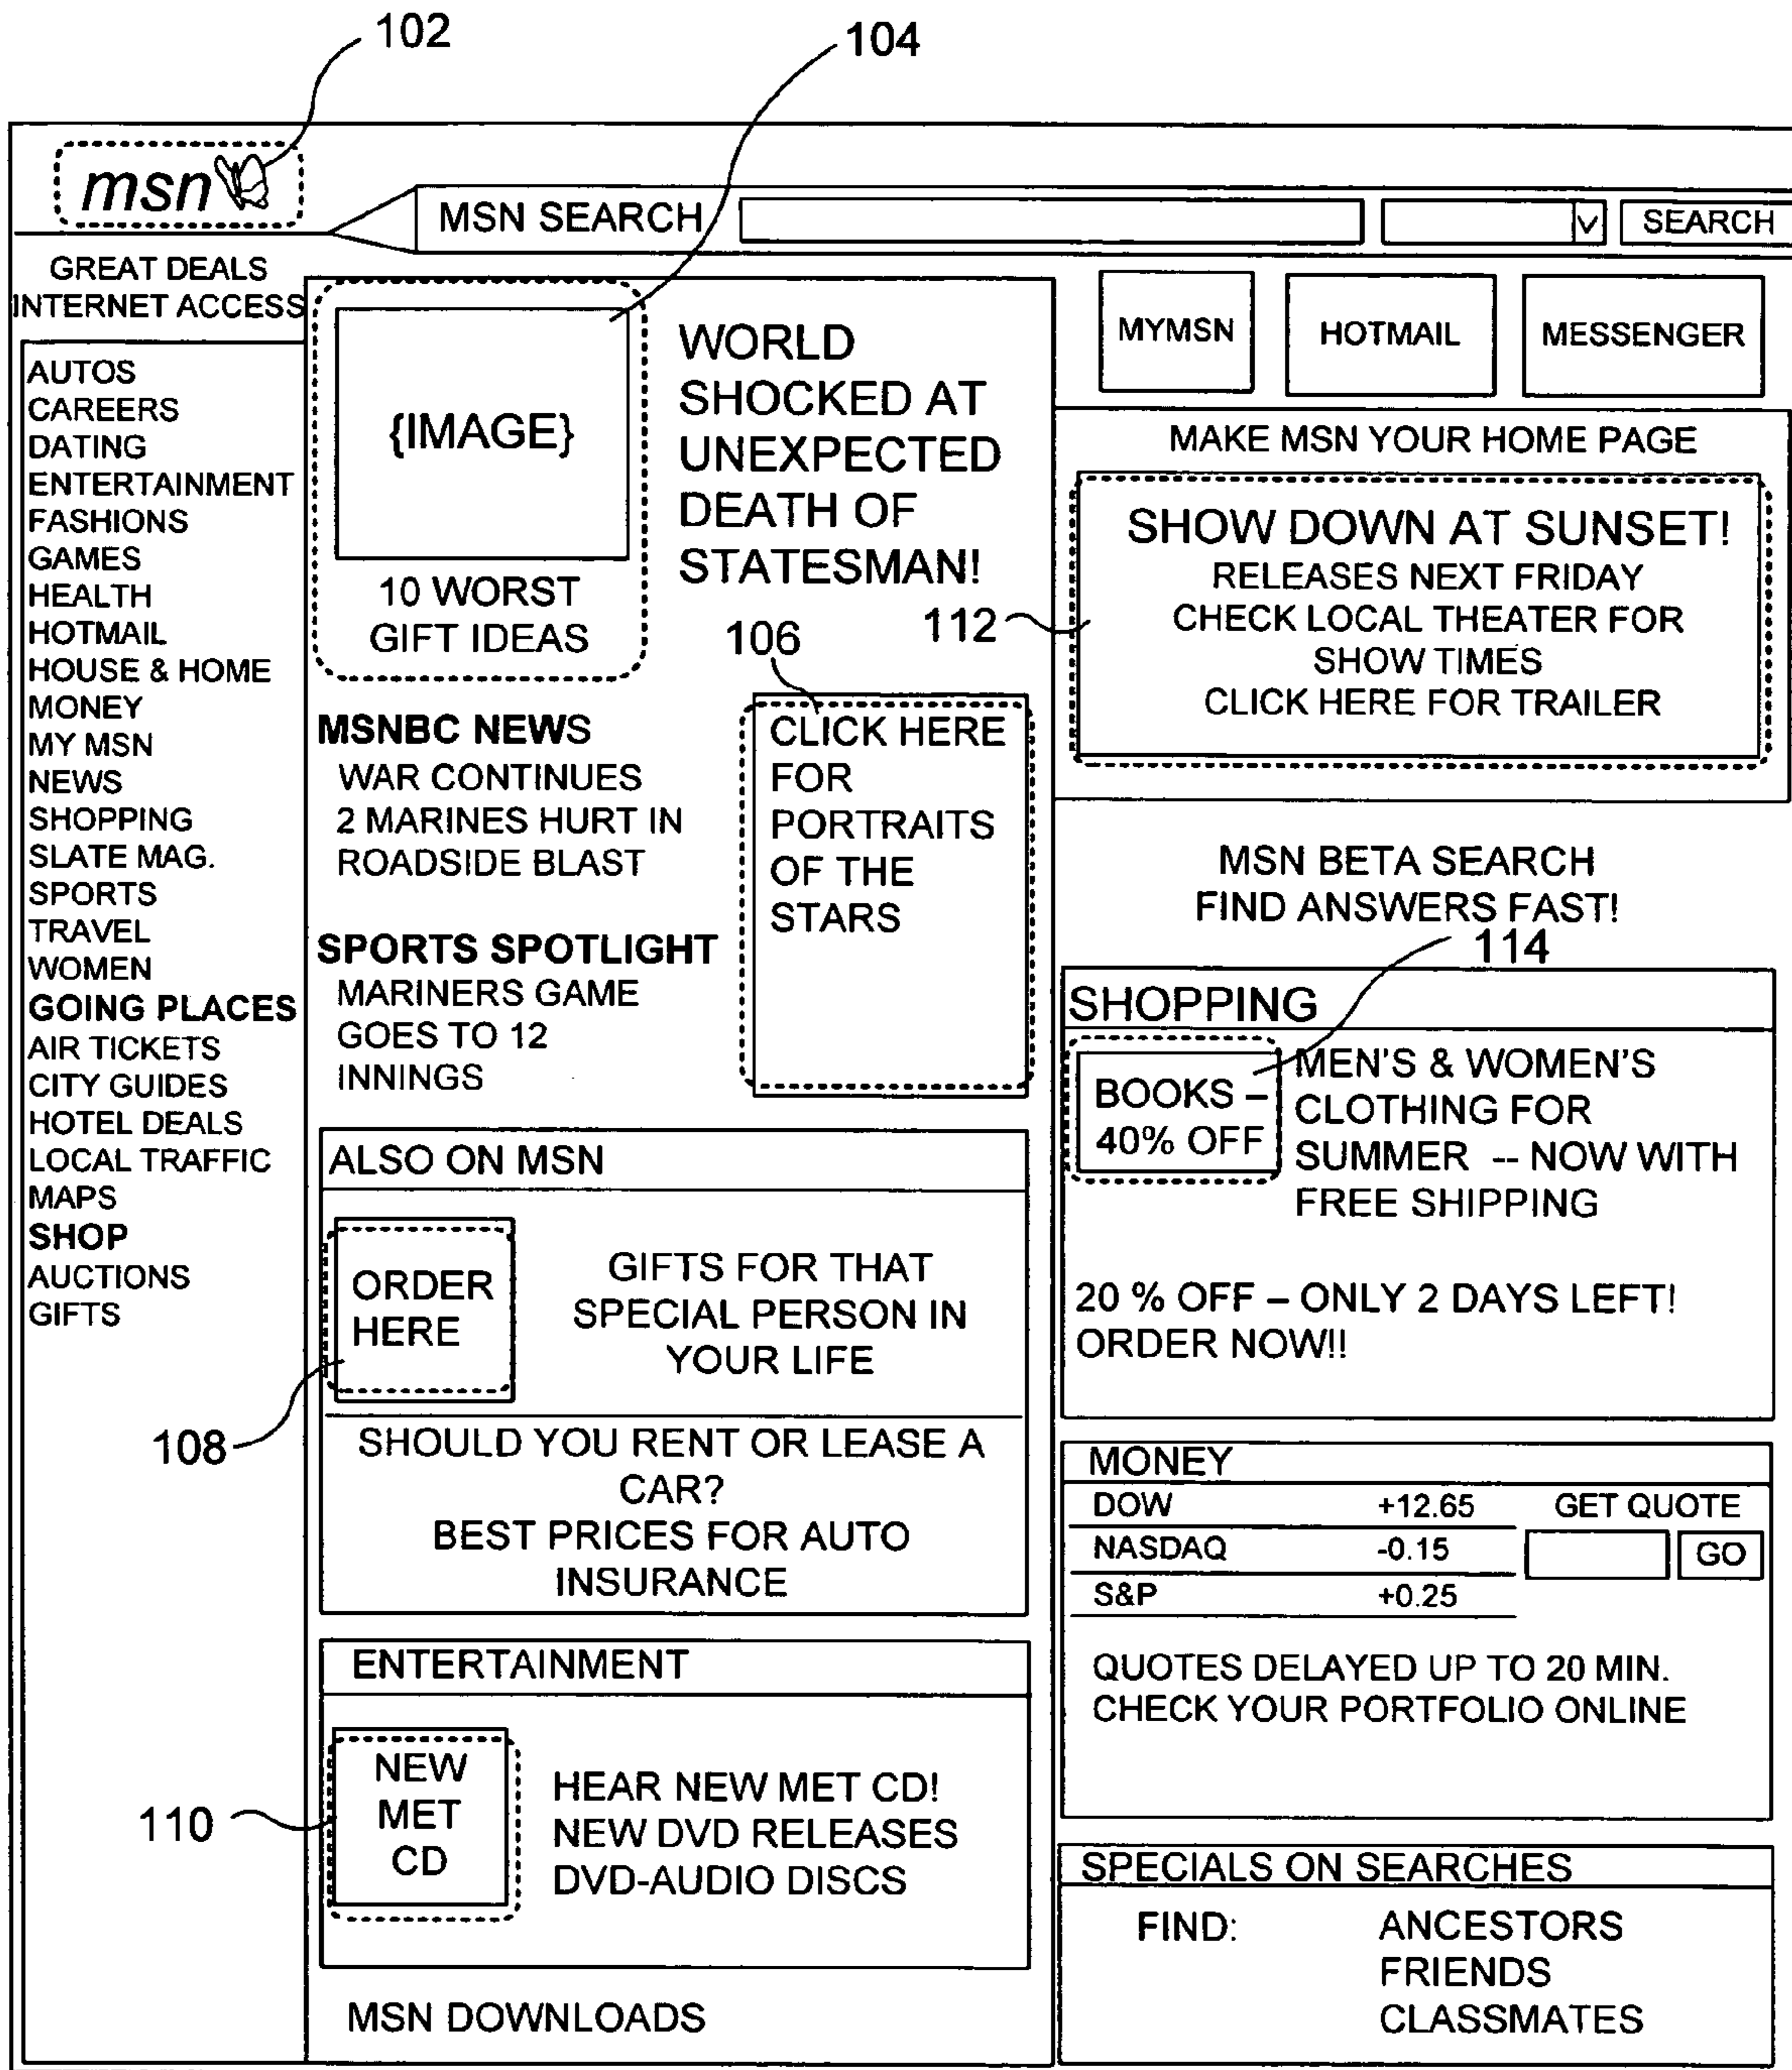 102
104
msn
MSN SEARCH
V
SEARCH
GREAT DEALS
INTERNET ACCESS
AUTOS
CAREERS
DATING
ENTERTAINMENT
FASHIONS
GAMES
HEALTH
HOTMAIL
HOUSE & HOME
MONEY
MY MSN
NEWS
SHOPPING
SLATE MAG.
SPORTS
TRAVEL
WOMEN
GOING PLACES
AIR TICKETS
CITY GUIDES
HOTEL DEALS
LOCAL TRAFFIC
MAPS
SHOP
AUCTIONS
GIFTS
{IMAGE}
10 WORST
GIFT IDEAS
WORLD
SHOCKED AT
UNEXPECTED
DEATH OF
STATESMAN!
106
MSNBC NEWS
WAR CONTINUES
2 MARINES HURT IN
ROADSIDE BLAST
SPORTS SPOTLIGHT
MARINERS GAME
GOES TO 12
INNINGS
CLICK HERE
FOR
PORTRAITS
OF THE
STARS
ALSO ON MSN
ORDER
HERE
108
GIFTS FOR THAT
SPECIAL PERSON IN
YOUR LIFE
SHOULD YOU RENT OR LEASE A
CAR?
BEST PRICES FOR AUTO
INSURANCE
ENTERTAINMENT
NEW
MET
CD
110
HEAR NEW MET CD!
NEW DVD RELEASES
DVD-AUDIO DISCS
MSN DOWNLOADS
MYMSN
HOTMAIL
MESSENGER
MAKE MSN YOUR HOME PAGE
112
SHOW DOWN AT SUNSET!
RELEASES NEXT FRIDAY
CHECK LOCAL THEATER FOR
SHOW TIMES
CLICK HERE FOR TRAILER
MSN BETA SEARCH
FIND ANSWERS FAST!
114
SHOPPING
BOOKS –
40% OFF
MEN'S & WOMEN'S
CLOTHING FOR
SUMMER -- NOW WITH
FREE SHIPPING
20 % OFF – ONLY 2 DAYS LEFT!
ORDER NOW!!
MONEY
DOW +12.65 GET QUOTE
NASDAQ -0.15 GO
S&P +0.25
QUOTES DELAYED UP TO 20 MIN.
CHECK YOUR PORTFOLIO ONLINE
SPECIALS ON SEARCHES
FIND: ANCESTORS
FRIENDS
CLASSMATES